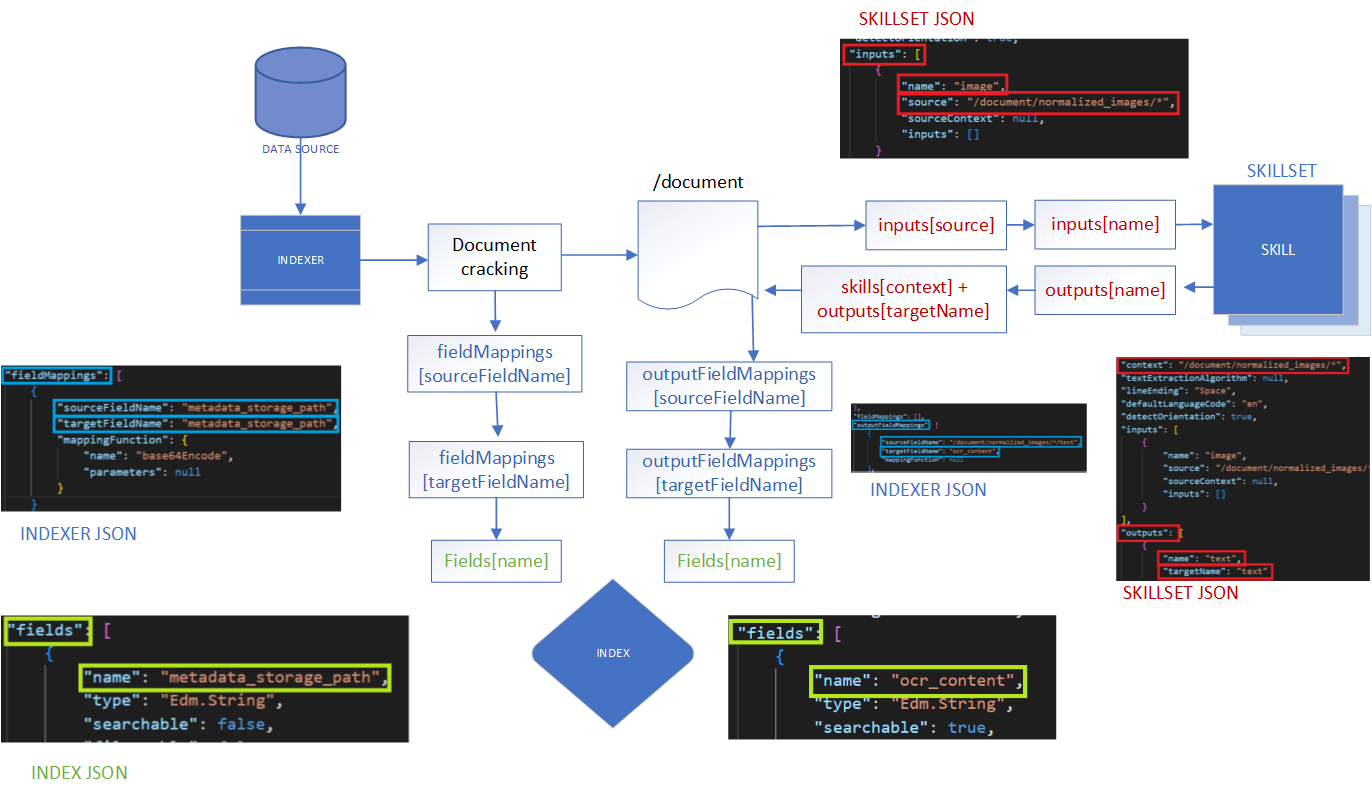 SKILLSET JSON
"inputs": [
{
"name": "image",
"source": "/document/normalized_images/*",
"sourceContext": null,
"inputs": []
}
DATA SOURCE
INDEXER
Document
cracking
/document
inputs[source]
inputs[name]
SKILLSET
SKILL
skills[context] +
outputs[targetName]
outputs[name]
fieldMappings
[sourceFieldName]
fieldMappings
[targetFieldName]
Fields[name]
outputFieldMappings
[sourceFieldName]
outputFieldMappings
[targetFieldName]
Fields[name]
"fieldMappings": [
{
"sourceFieldName": "metadata_storage_path",
"targetFieldName": "metadata_storage_path",
"mappingFunction": {
"name": "base64Encode",
"parameters": null
}
}
INDEXER JSON
},
"fieldMappings": [],
"outputFieldMappings": [
{
"sourceFieldName": "/document/normalized_images/*/text",
"targetFieldName": "ocr_content",
"mappingFunction": null
INDEXER JSON
"context": "/document/normalized_images/*",
"textExtractionAlgorithm": null,
"lineEnding": "Space",
"defaultLanguageCode": "en",
"detectOrientation": true,
"inputs": [
{
"name": "image",
"source": "/document/normalized_images/
"sourceContext": null,
"inputs": []
}
],
"outputs": [
{
"name": "text",
"targetName": "text"
SKILLSET JSON
"fields": [
{
"name": "metadata_storage_path",
"type": "Edm.String",
"searchable": false,
INDEX JSON
INDEX
"fields": [
{
"name": "ocr_content",
"type": "Edm.String",
"searchable": true,